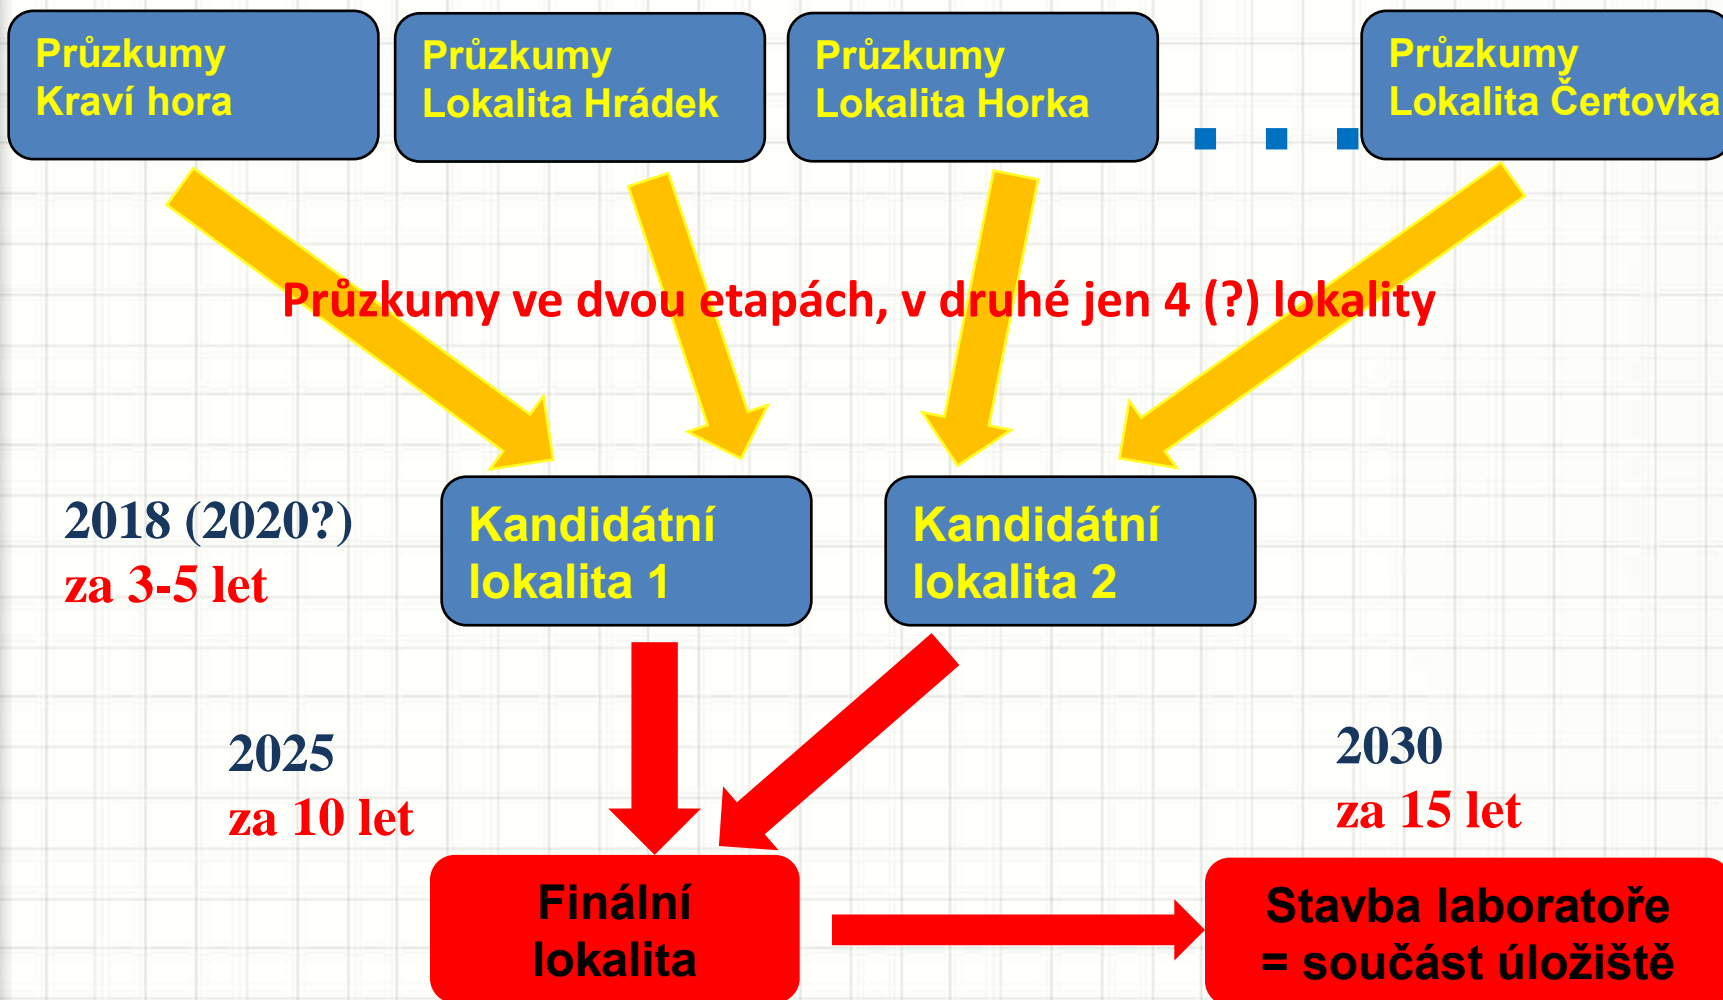 Průzkumy
Kraví hora
Průzkumy
Lokalita Hrádek
Průzkumy
Lokalita Horka
Průzkumy
Lokalita Čertovka
Průzkumy ve dvou etapách, v druhé jen 4 (?) lokality
2018 (2020?)
za 3-5 let
Kandidátní
lokalita 1
Kandidátní
lokalita 2
2025
za 10 let
2030
za 15 let
Finální
lokalita
Stavba laboratoře
= součást úložiště